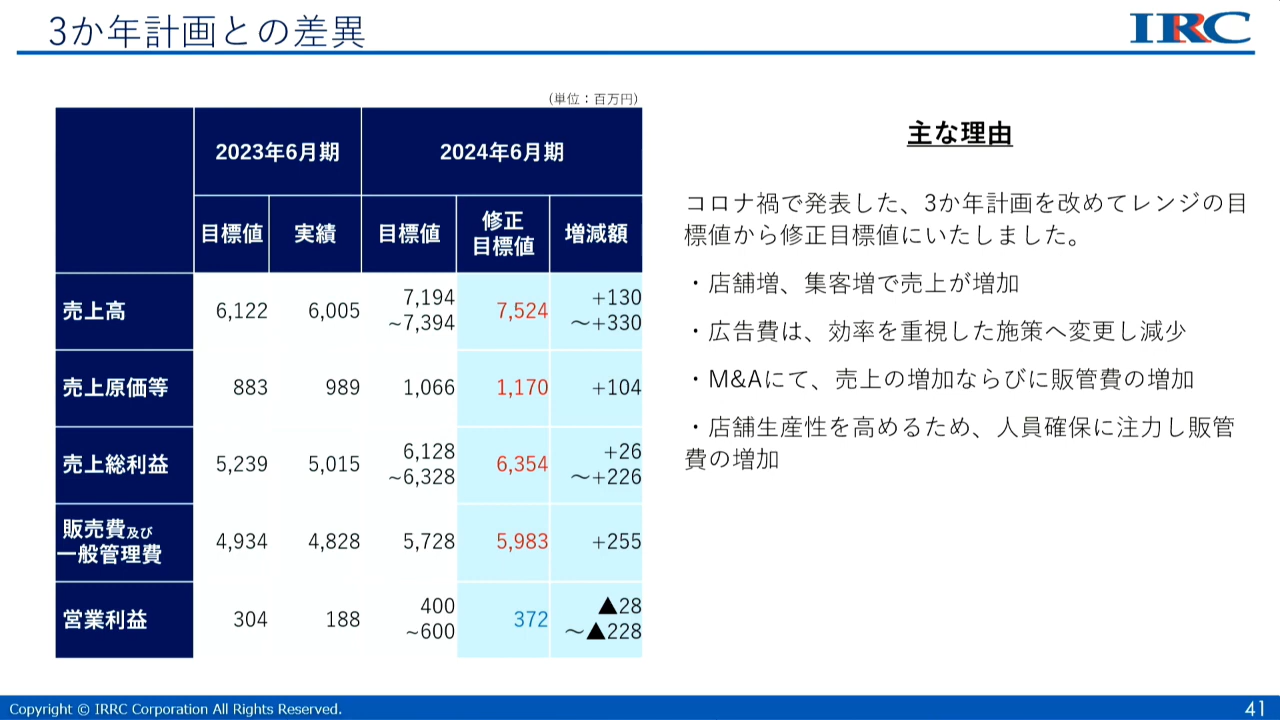 3か年計画との差異
IRC
(単位：百万円)
2023年6月期 2024年6月期
目標値 実績 目標値 修正目標値 増減額
売上高 6,122 6,005 7,194~7,394 7,524 +130～+330
売上原価等 883 989 1,066 1,170 +104
売上総利益 5,239 5,015 6,128~6,328 6,354 +26～+226
販売費及び一般管理費 4,934 4,828 5,728 5,983 +255
営業利益 304 188 400~600 372 ▲28～▲228
主な理由
コロナ禍で発表した、3か年計画を改めてレンジの目
標値から修正目標値にいたしました。
・店舗増、集客増で売上が増加
・広告費は、効率を重視した施策へ変更し減少
・M&Aにて、売上の増加ならびに販管費の増加
・店舗生産性を高めるため、人員確保に注力し販管
費の増加
Copyright © IRRC Corporation All Rights Reserved.
41